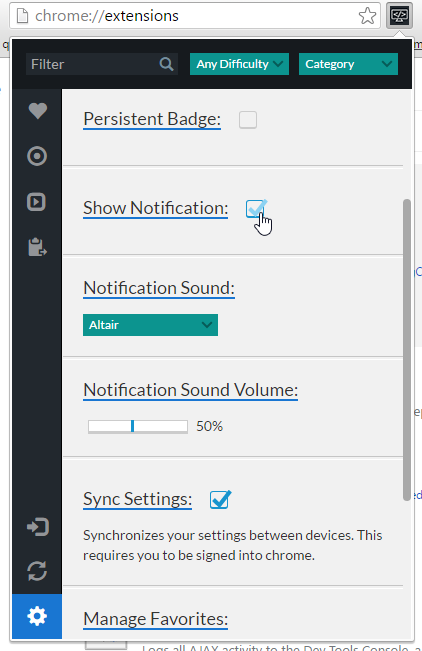 chrome://extensions
Filter
Any Difficulty
Category
Persistent Badge:
Show Notification:
Notification Sound:
Altair
Notification Sound Volume:
50%
Sync Settings:
Synchronizes your settings between devices. This
requires you to be signed into chrome.
Manage Favorites:
Logs all AJAX activity to the Dev Tools Console, a